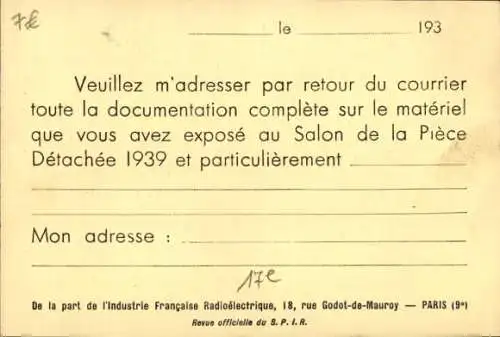 7€
le 193
Veuillez m'adresser par retour du courrier
toute la documentation complète sur le matériel
que vous avez exposé au Salon de la Pièce
Détachée 1939 et particulièrement
Mon adresse :
17e
De la part de l'Industrie Française Radioélectrique, 18, rue Godot-de-Mauroy — PARIS (9e)
Revue officielle du S. P. I. R.